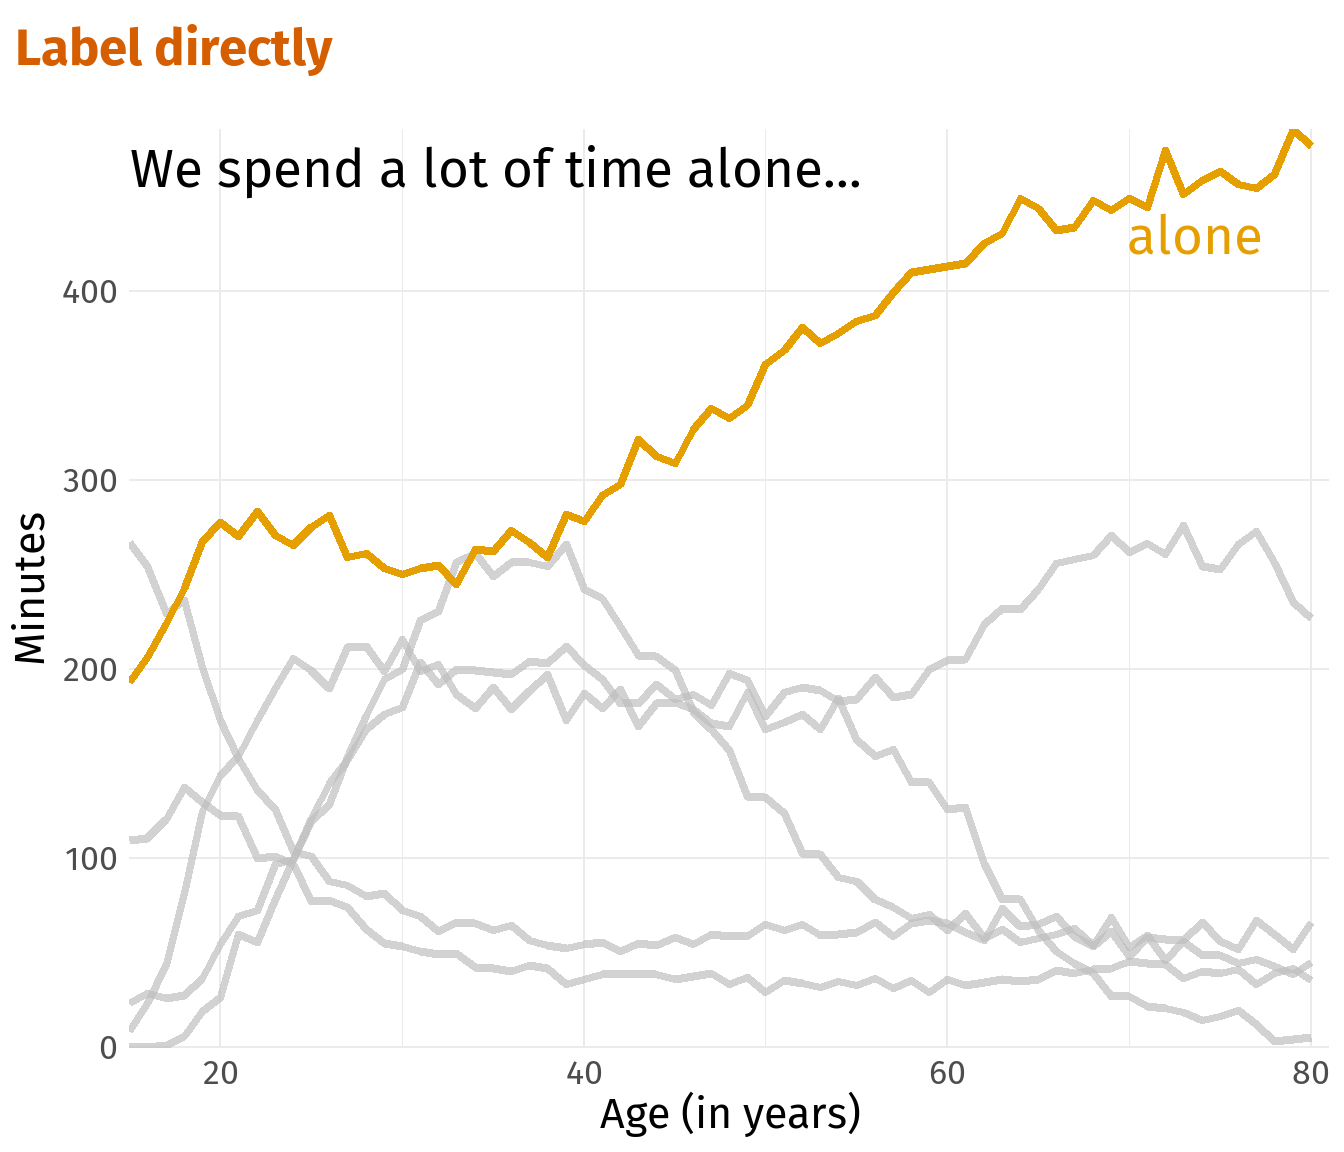 Label directly
We spend a lot of time alone...
alone
400
300
200
100
0
Minutes
20 40 60 80
Age (in years)